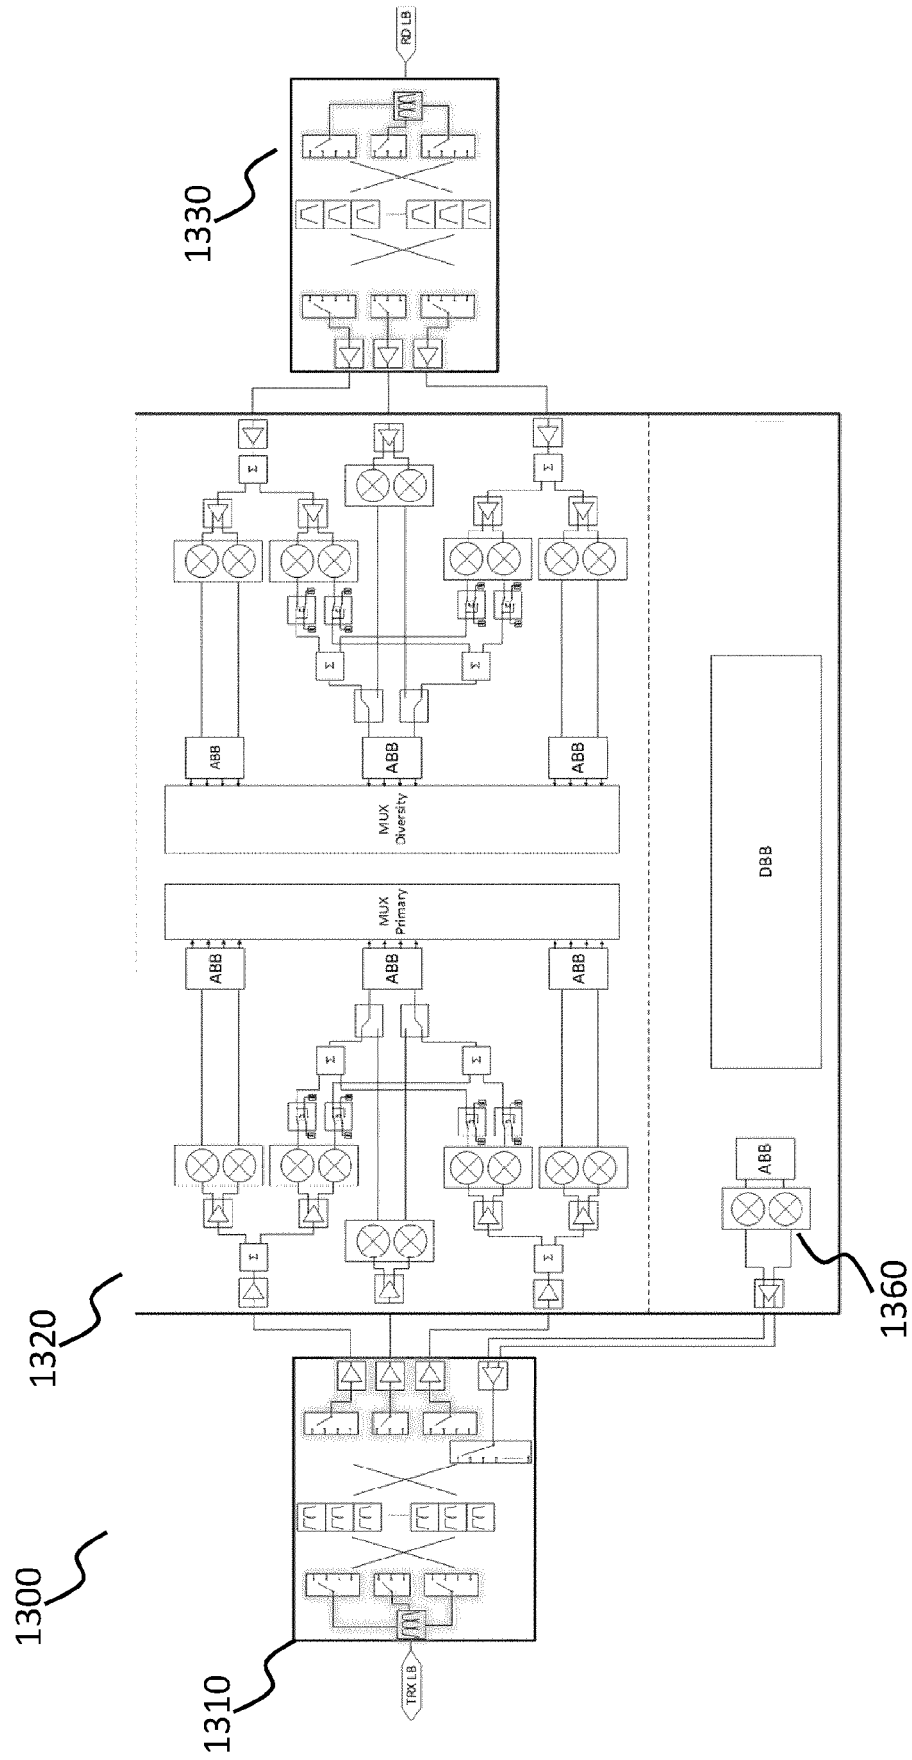 RD LB
1330
Σ
Σ
Σ
Σ
ABB
ABB
ABB
MUX
Diversity
MUX
Primary
DBB
ABB
ABB
ABB
Σ
Σ
Σ
Σ
ABB
1320
1360
1300
1310
TRX LB